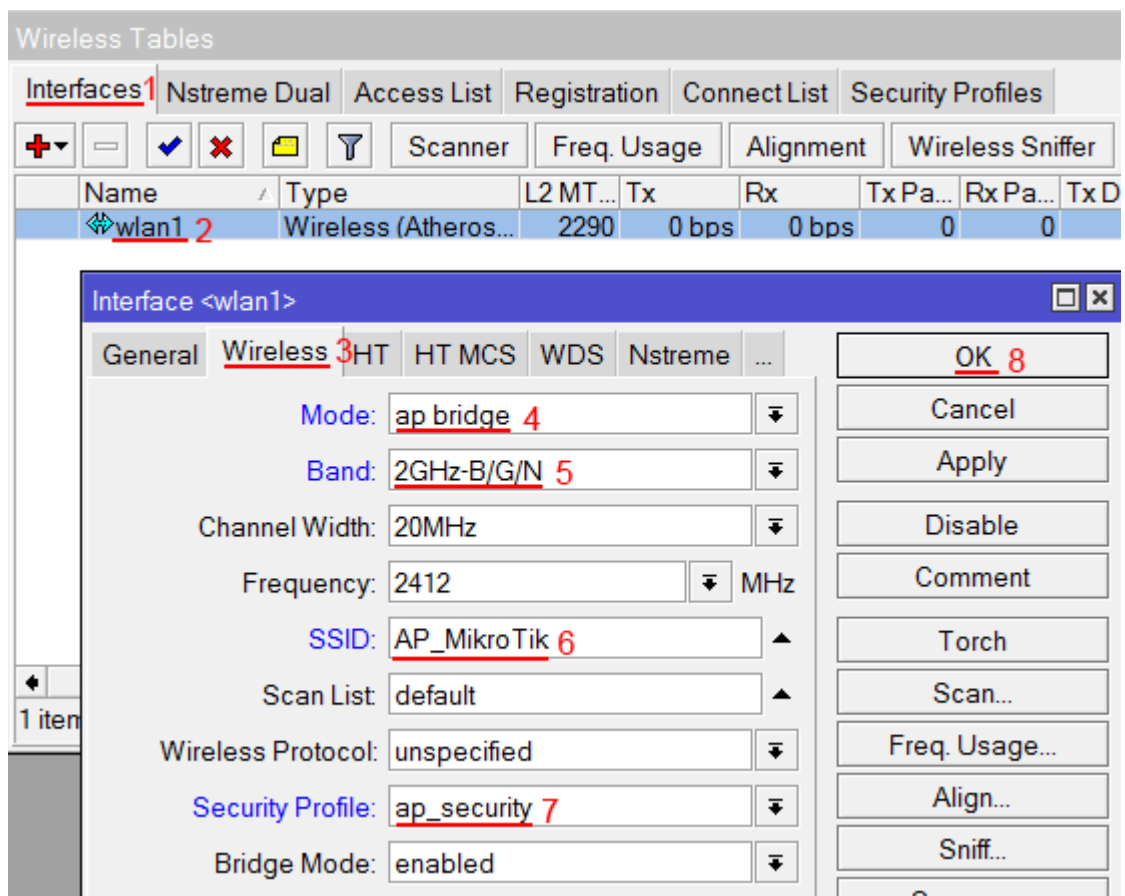 Wireless Tables
Interfaces 1 Nstreme Dual Access List Registration Connect List Security Profiles
Scanner Freq. Usage Alignment Wireless Sniffer
Name Type L2 MT... Tx Rx Tx Pa... Rx Pa... Tx D
wlan1 2 Wireless (Atheros... 2290 0 bps 0 bps 0 0
Interface <wlan1>
General Wireless 3 HT HT MCS WDS Nstreme ...
OK 8
Mode: ap bridge 4
Cancel
Band: 2GHz-B/G/N 5
Apply
Channel Width: 20MHz
Disable
Frequency: 2412 MHz
Comment
SSID: AP_MikroTik 6
Torch
Scan List: default
Scan...
1 item
Wireless Protocol: unspecified
Freq. Usage...
Security Profile: ap_security 7
Align...
Bridge Mode: enabled
Sniff...